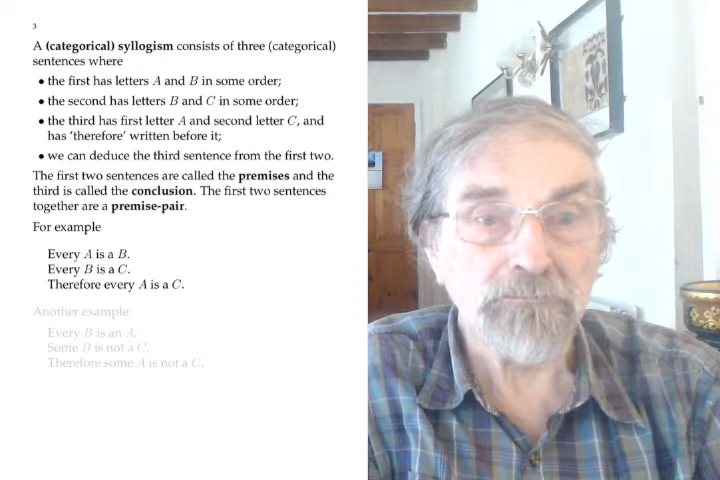 3
A (categorical) syllogism consists of three (categorical)
sentences where
• the first has letters A and B in some order;
• the second has letters B and C in some order;
• the third has first letter A and second letter C, and
has ‘therefore’ written before it;
• we can deduce the third sentence from the first two.
The first two sentences are called the premises and the
third is called the conclusion. The first two sentences
together are a premise-pair.
For example
Every A is a B.
Every B is a C.
Therefore every A is a C.
Another example:
Every B is an A.
Some B is not a C.
Therefore some A is not a C.